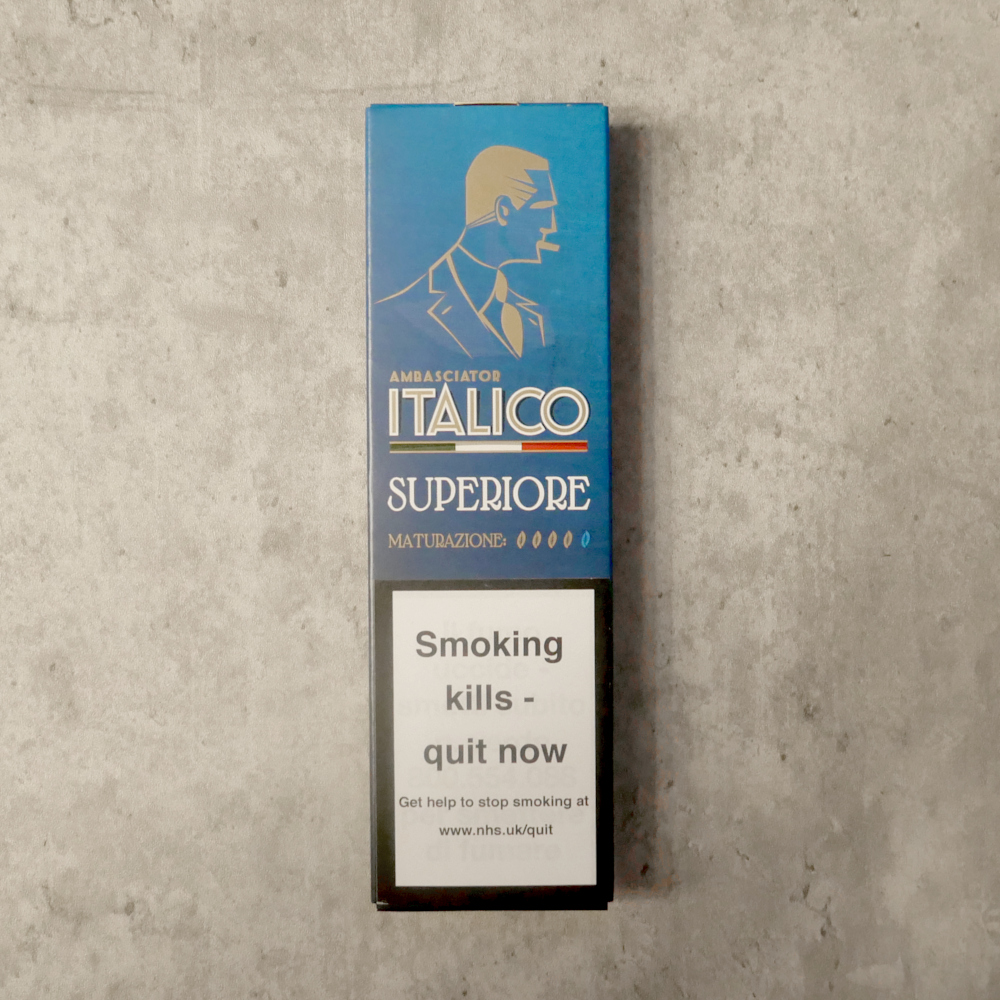 AMBASCIATOR
ITALICO
SUPERIORE
MATURAZIONE:
Smoking
kills -
quit now
Get help to stop smoking at
www.nhs.uk/quit